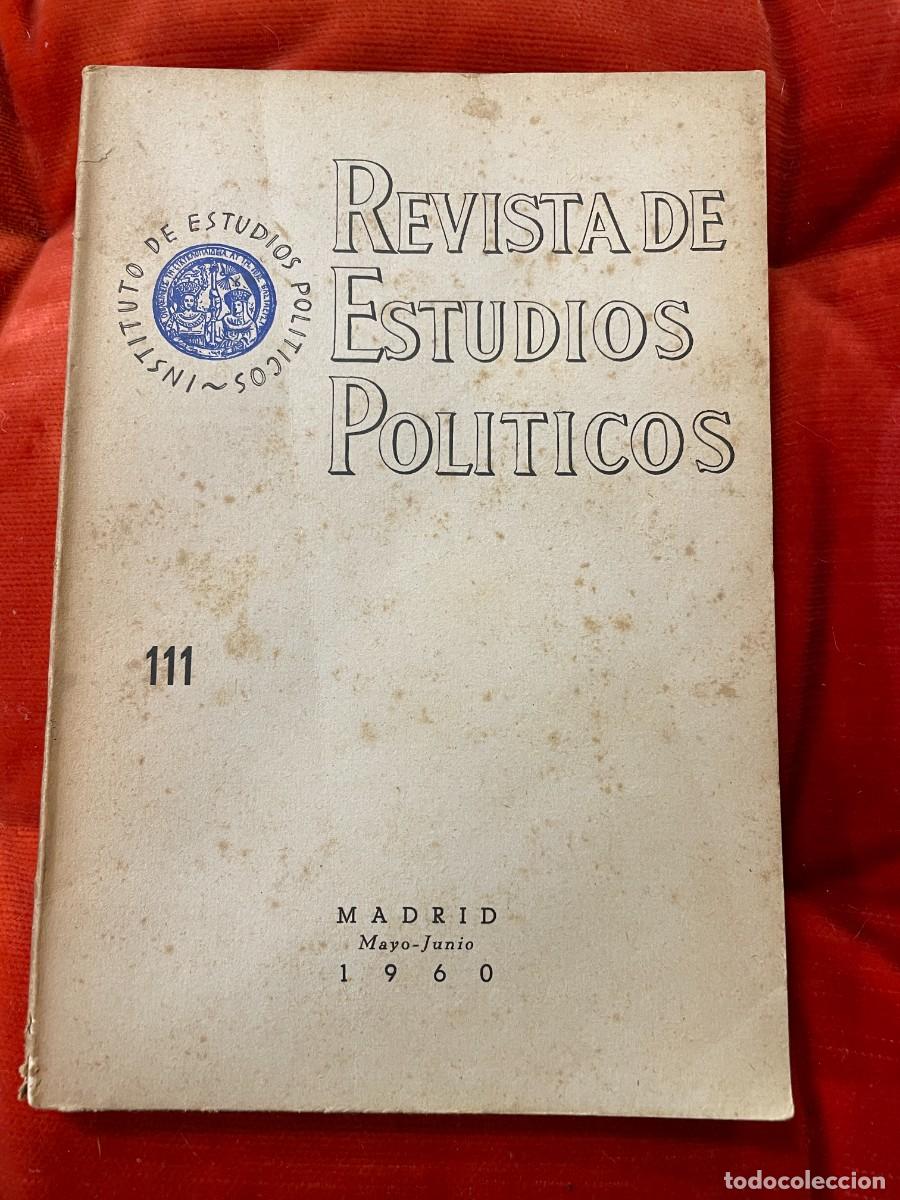 REVISTA DE
ESTUDIOS
POLITICOS
INSTITUTO DE ESTUDIOS POLITICOS~
111
MADRID
Mayo-Junio
1960
todocoleccion